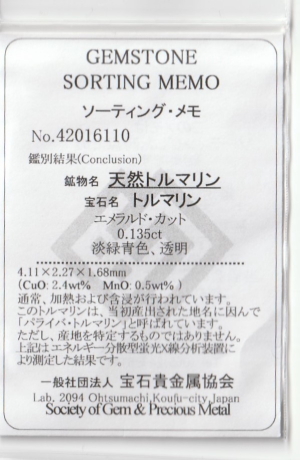 GEMSTONE
SORTING MEMO
ソーティング・メモ
No.42016110
鑑別結果(Conclusion)
鉱物名 天然トルマリン
宝石名 トルマリン
エメラルド・カット
0.135ct
淡緑青色、透明
4.11×2.27×1.68mm
(CuO: 2.4wt% MnO: 0.5wt% )
通常、加熱および含浸が行われています。
このトルマリンは、当初産出された地名に因んで
「パライバ・トルマリン」と呼ばれています。
ただし、産地を特定するものではありません。
上記はエネルギー分散型蛍光X線分析装置に
より測定した結果です。
一般社団法人 宝石貴金属協会
Lab. 2094 Ohtsumachi,Koufu-city,Japan
Society of Gem & Precious Metal